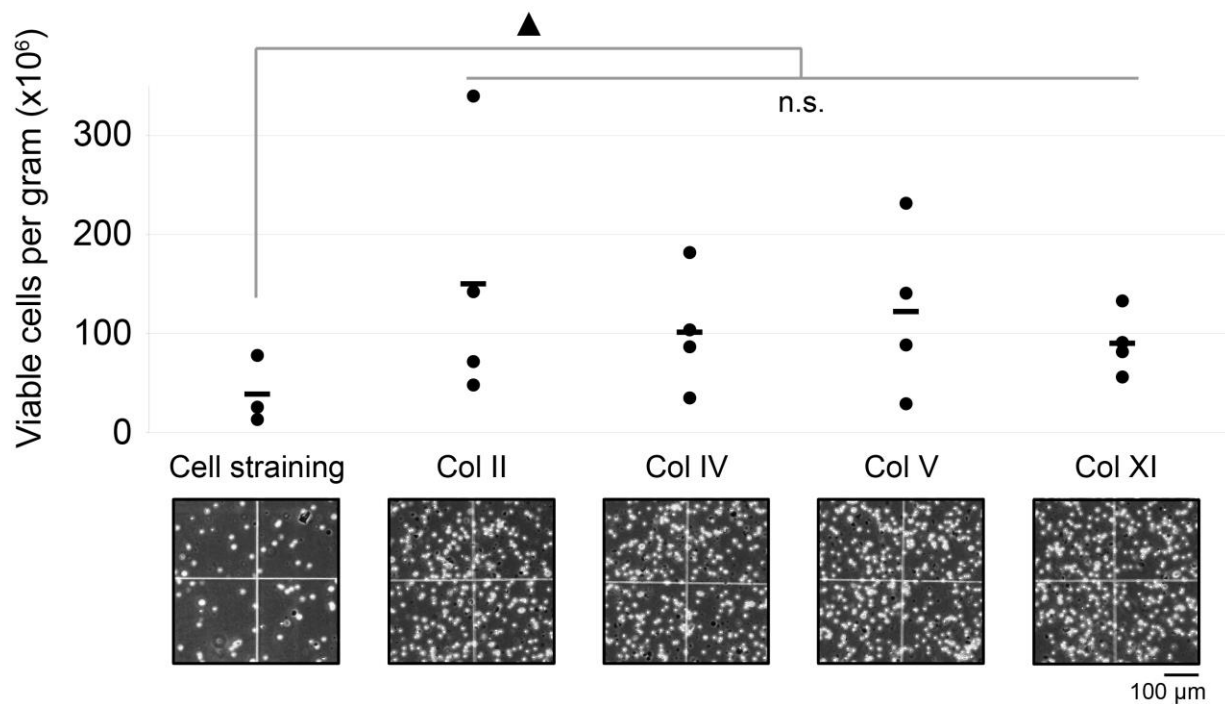 Viable cells per gram (x10⁶)
▲
n.s.
300
200
100
0
Cell straining Col II Col IV Col V Col XI
100 µm